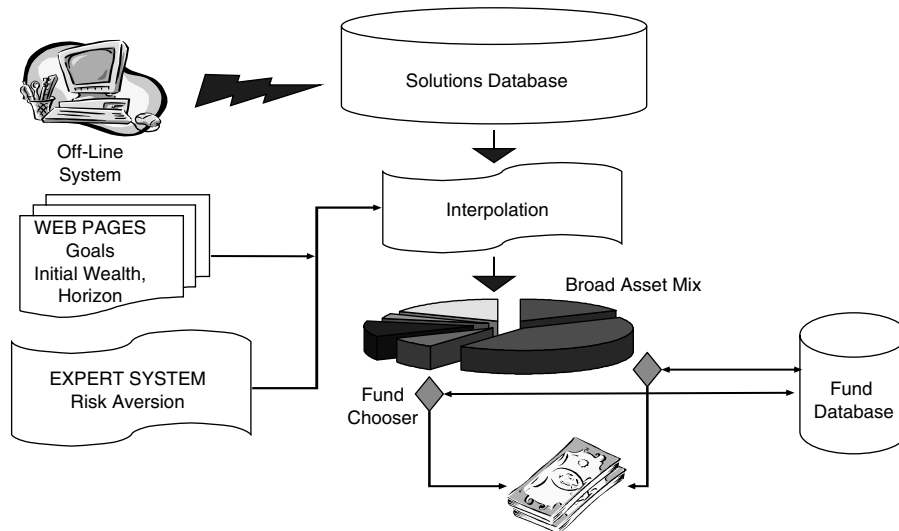 Solutions Database
Off-Line
System
Interpolation
WEB PAGES
Goals
Initial Wealth,
Horizon
Broad Asset Mix
EXPERT SYSTEM
Risk Aversion
Fund
Chooser
Fund
Database